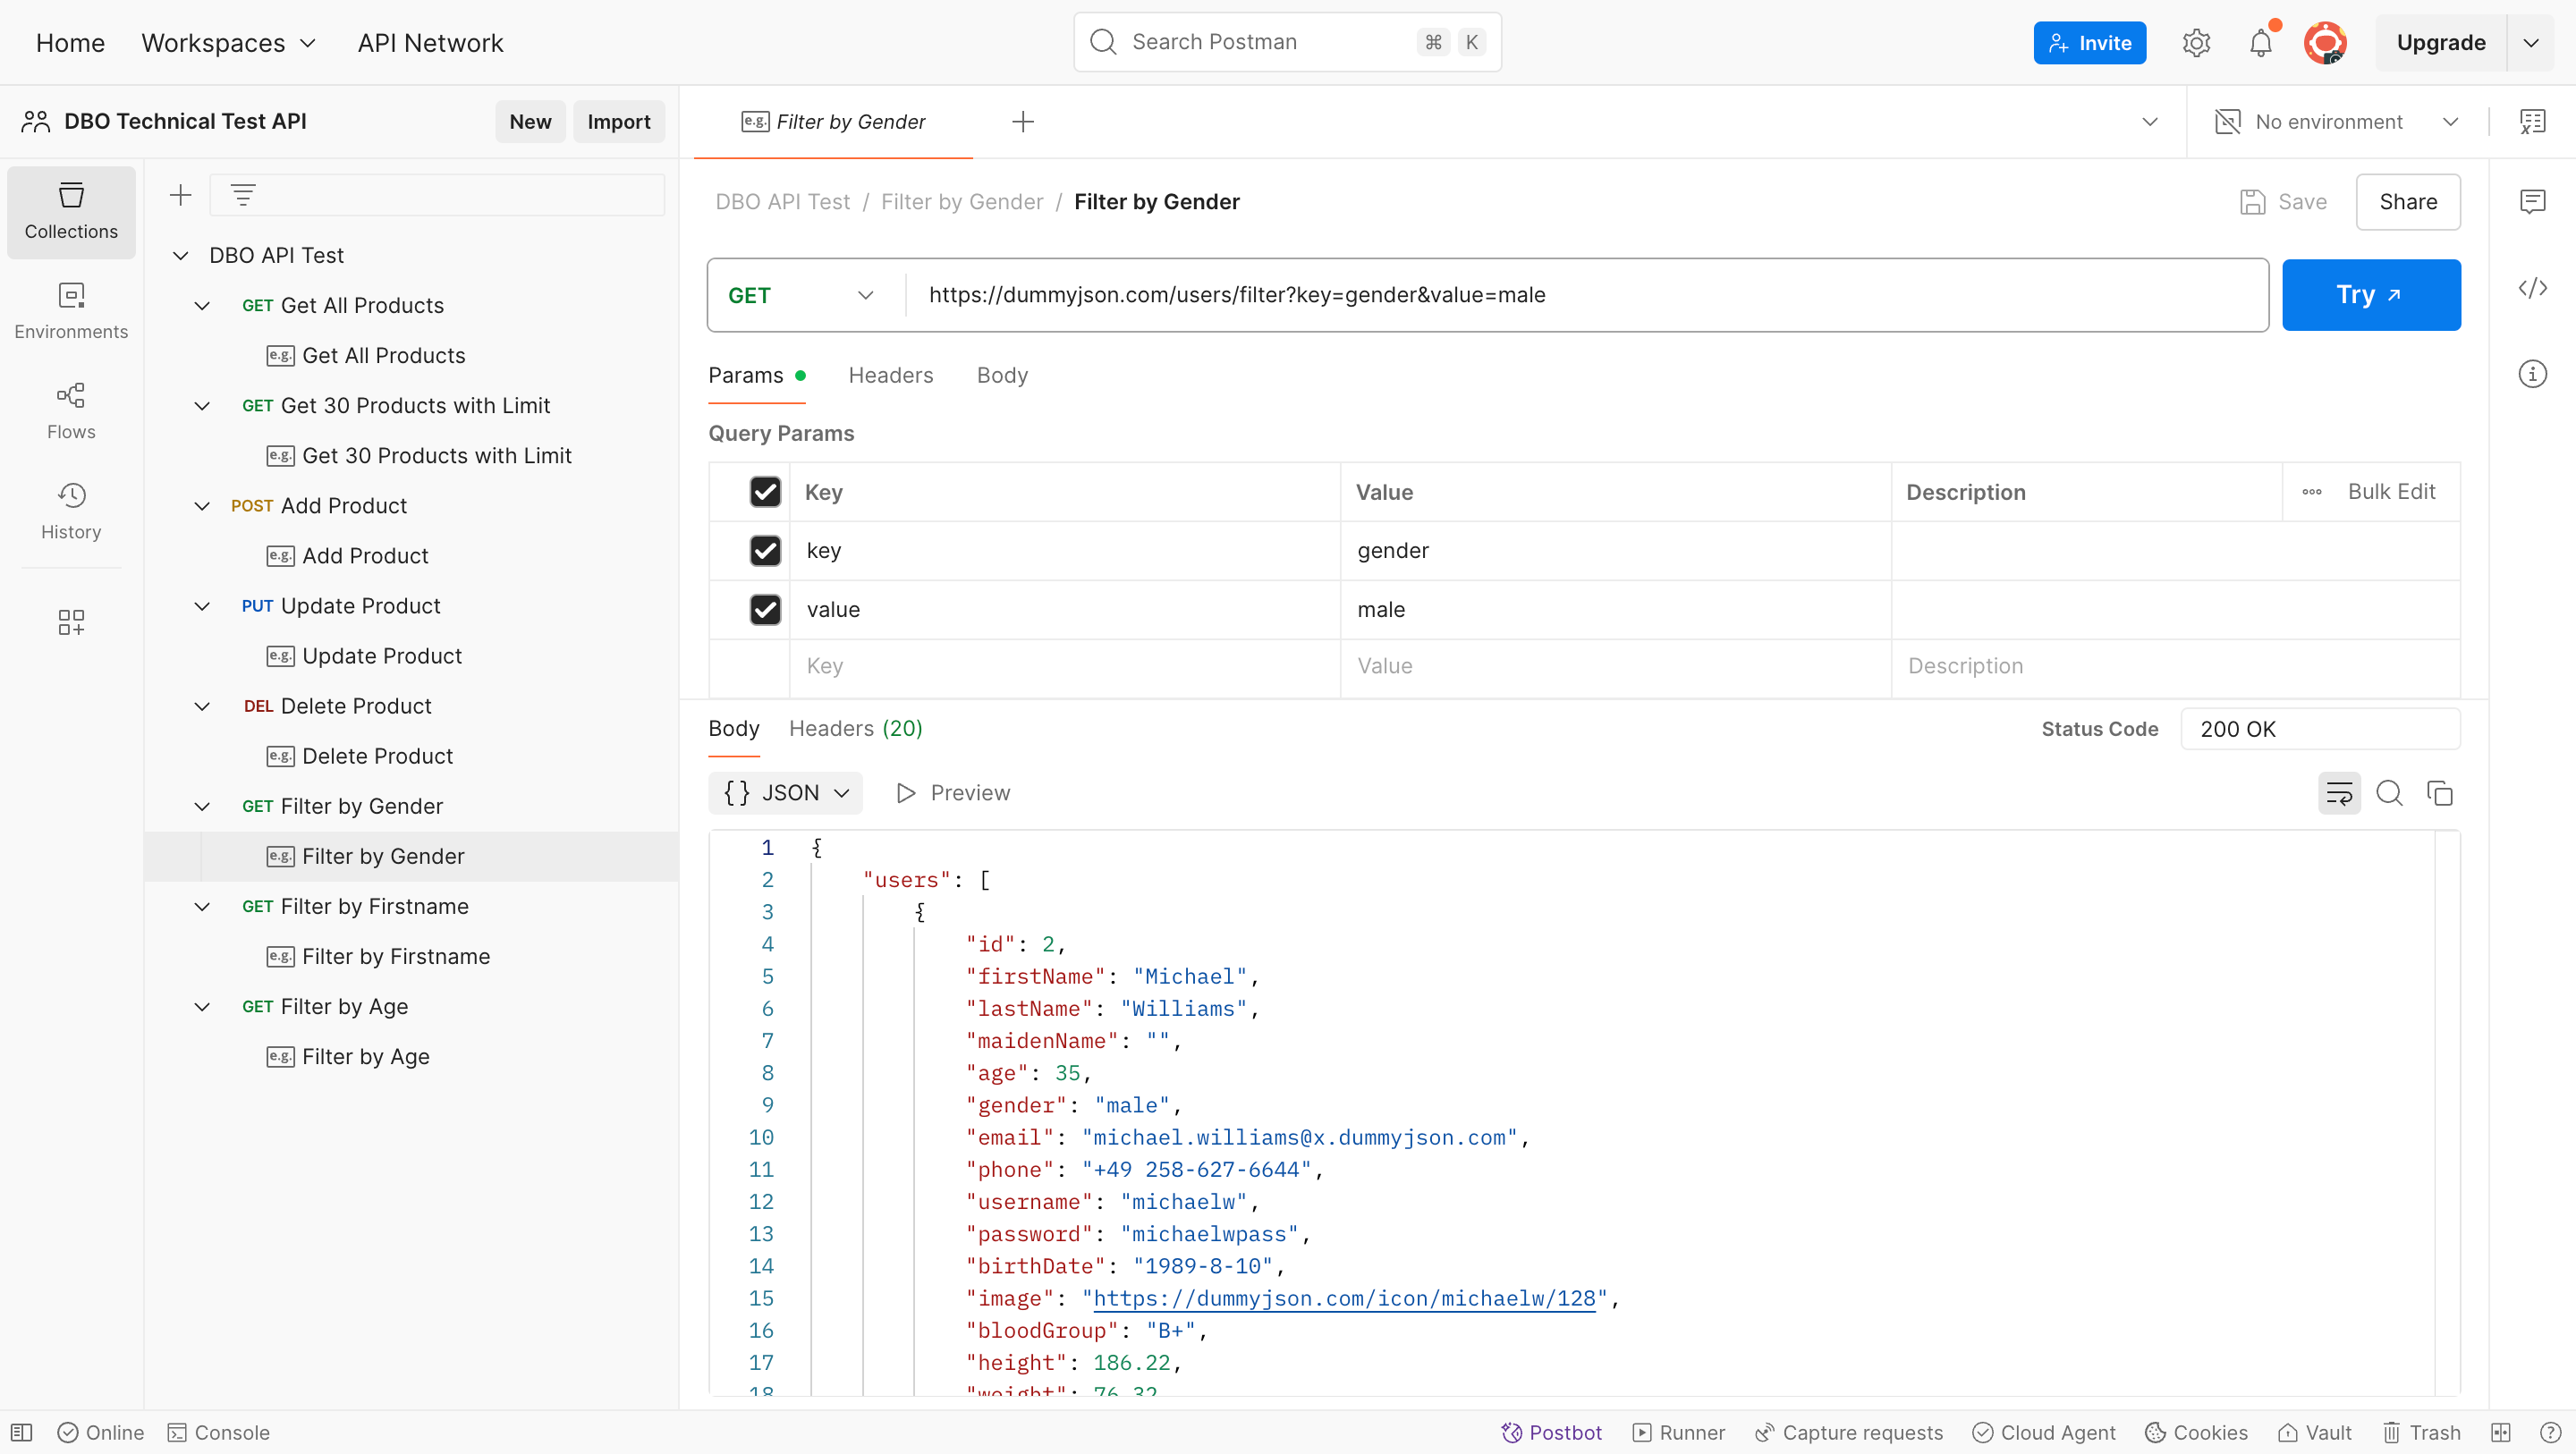 Home Workspaces API Network Search Postman ⌘ K Invite Upgrade
DBO Technical Test API New Import e.g. Filter by Gender No environment
Collections
Environments
Flows
History
DBO API Test
GET Get All Products
e.g. Get All Products
GET Get 30 Products with Limit
e.g. Get 30 Products with Limit
POST Add Product
e.g. Add Product
PUT Update Product
e.g. Update Product
DEL Delete Product
e.g. Delete Product
GET Filter by Gender
e.g. Filter by Gender
GET Filter by Firstname
e.g. Filter by Firstname
GET Filter by Age
e.g. Filter by Age
DBO API Test / Filter by Gender / Filter by Gender Save Share
GET https://dummyjson.com/users/filter?key=gender&value=male Try
Params Headers Body
Query Params
Key Value Description Bulk Edit
key gender
value male
Key Value Description
Body Headers (20) Status Code 200 OK
{} JSON Preview
1 {
2 "users": [
3 {
4 "id": 2,
5 "firstName": "Michael",
6 "lastName": "Williams",
7 "maidenName": "",
8 "age": 35,
9 "gender": "male",
10 "email": "michael.williams@x.dummyjson.com",
11 "phone": "+49 258-627-6644",
12 "username": "michaelw",
13 "password": "michaelwpass",
14 "birthDate": "1989-8-10",
15 "image": "https://dummyjson.com/icon/michaelw/128",
16 "bloodGroup": "B+",
17 "height": 186.22,
18 "weight": 76.32
Online Console Postbot Runner Capture requests Cloud Agent Cookies Vault Trash